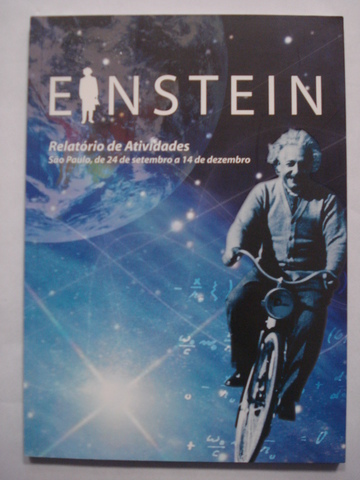 EINSTEIN
Relatório de Atividades
São Paulo, de 24 de setembro a 14 de dezembro